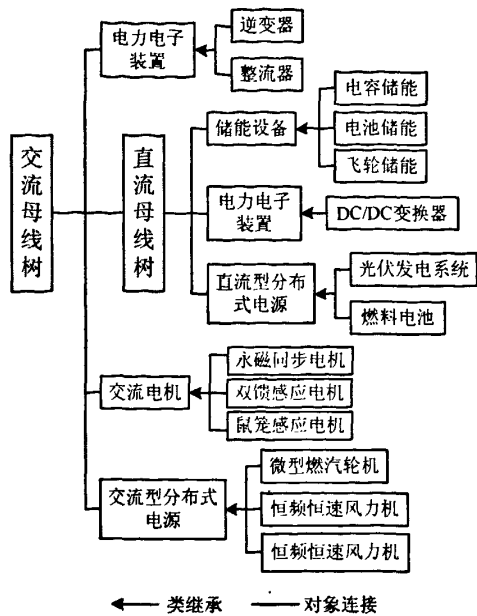 电力电子
装置
逆变器
整流器
交流母线树
直流母线树
储能设备
电容储能
电池储能
飞轮储能
电力电子
装置
DC/DC变换器
直流型分布
式电源
光伏发电系统
燃料电池
交流电机
永磁同步电机
双馈感应电机
鼠笼感应电机
交流型分布式
电源
微型燃汽轮机
恒频恒速风力机
恒频恒速风力机
类继承
对象连接